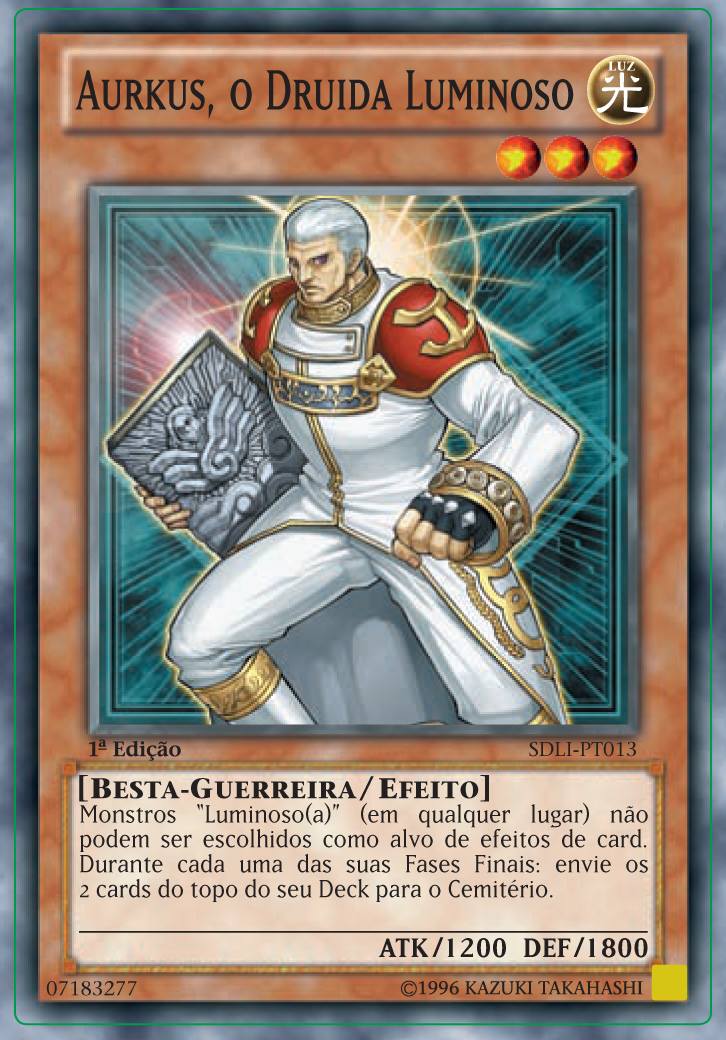 AURKUS, O DRUIDA LUMINOSO
LUZ
光
1ª Edição
SDLI-PT013
[BESTA-GUERREIRA/EFEITO]
Monstros "Luminoso(a)" (em qualquer lugar) não
podem ser escolhidos como alvo de efeitos de card.
Durante cada uma das suas Fases Finais: envie os
2 cards do topo do seu Deck para o Cemitério.
ATK/1200 DEF/1800
07183277
©1996 KAZUKI TAKAHASHI